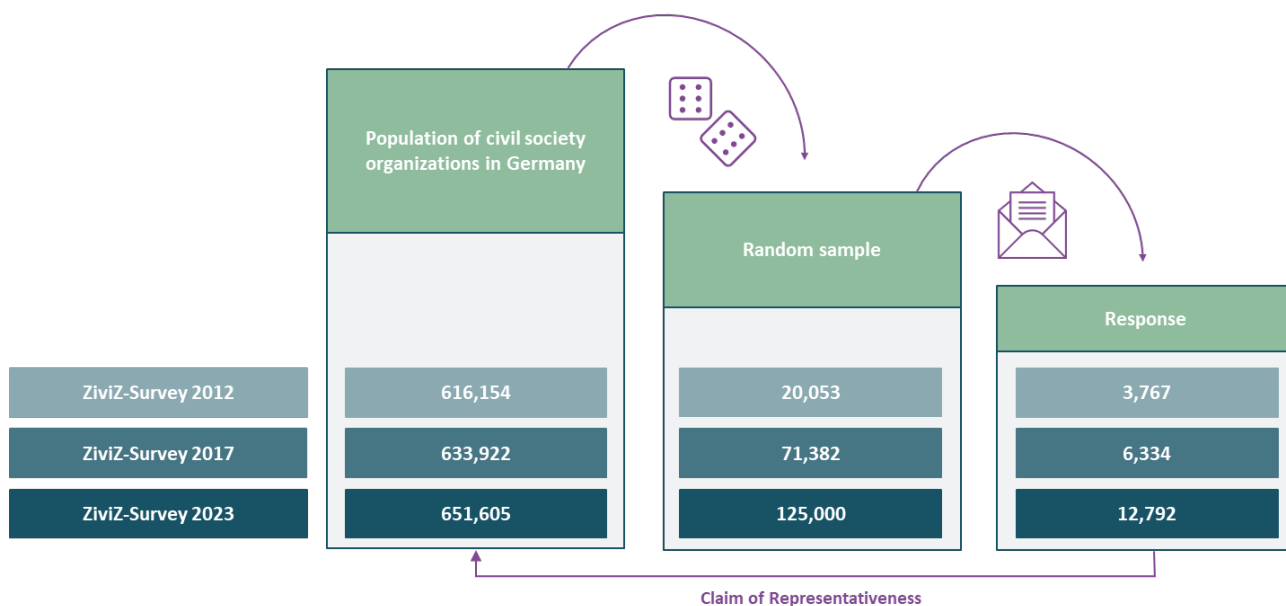 Population of civil society
organizations in Germany
Random sample
Response
ZiviZ-Survey 2012
616,154
20,053
3,767
ZiviZ-Survey 2017
633,922
71,382
6,334
ZiviZ-Survey 2023
651,605
125,000
12,792
Claim of Representativeness